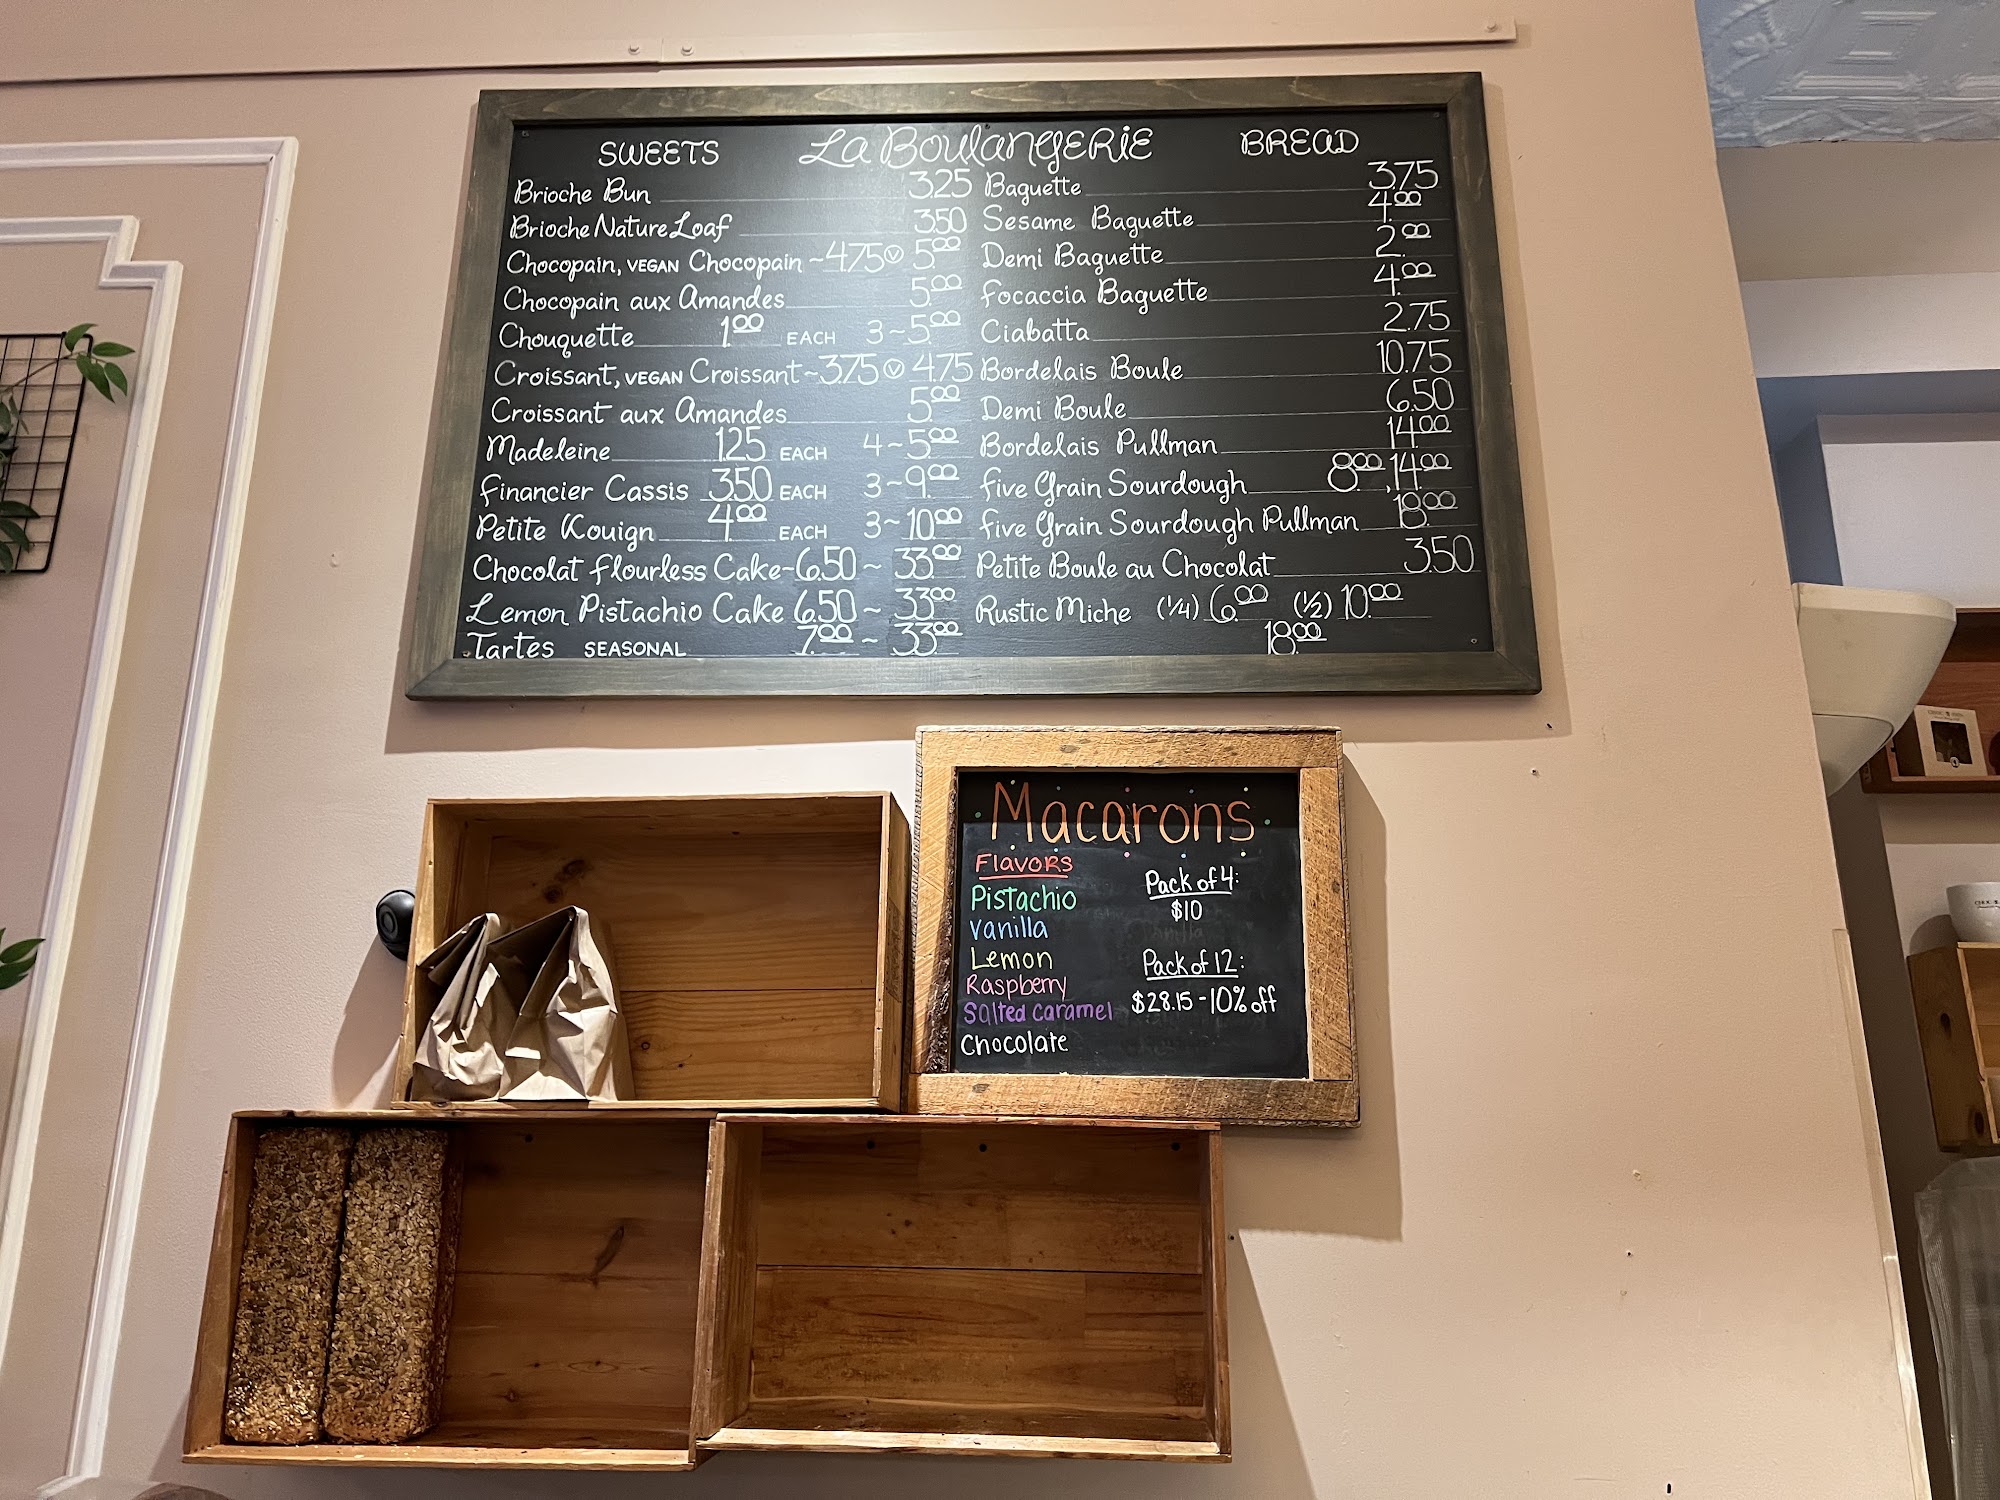 SWEETS
La Boulangerie
BREAD
Brioche Bun 3.25
Brioche Nature Loaf 3.50
Chocopain, VEGAN Chocopain ~ 4.75 Ⓥ 5.00
Chocopain aux Amandes 5.00
Chouquette 1.00 EACH 3~5.00
Croissant, VEGAN Croissant ~ 3.75 Ⓥ 4.75
Croissant aux Amandes 5.00
Madeleine 1.25 EACH 4~5.00
Financier Cassis 3.50 EACH 3~9.00
Petite Kouign 4.00 EACH 3~10.00
Chocolat Flourless Cake - 6.50 ~ 33.00
Lemon Pistachio Cake 6.50 ~ 33.00
Tartes SEASONAL 7.00 ~ 33.00
Baguette 3.75
Sesame Baguette 4.00
Demi Baguette 2.00
Focaccia Baguette 4.00
Ciabatta 2.75
Bordelais Boule 10.75
Demi Boule 6.50
Bordelais Pullman 14.00
Five Grain Sourdough 8.00, 14.00
Five Grain Sourdough Pullman 18.00
Petite Boule au Chocolat 3.50
Rustic Miche (1/4) 6.00 (1/2) 10.00
18.00
Macarons
Flavors
Pistachio
Vanilla
Lemon
Raspberry
Salted Caramel
Chocolate
Pack of 4:
$10
Pack of 12:
$28.15 - 10% off